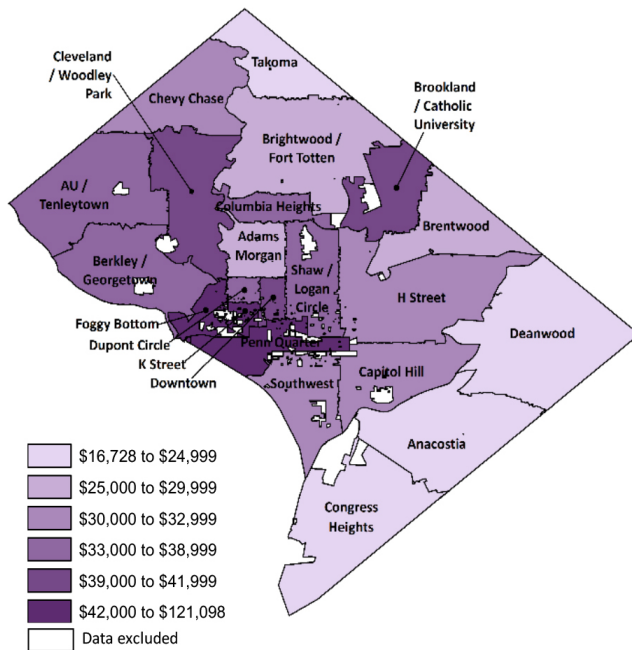 Takoma
Cleveland
/ Woodley
Park
Chevy Chase
Brookland
/ Catholic
University
Brightwood /
Fort Totten
AU /
Tenleytown
Columbia Heights
Brentwood
Adams
Morgan
Berkley /
Georgetown
Shaw /
Logan
Circle
H Street
Foggy Bottom
Dupont Circle
K Street
Downtown
Penn Quarter
Deanwood
Southwest
Capitol Hill
Anacostia
Congress
Heights
$16,728 to $24,999
$25,000 to $29,999
$30,000 to $32,999
$33,000 to $38,999
$39,000 to $41,999
$42,000 to $121,098
Data excluded